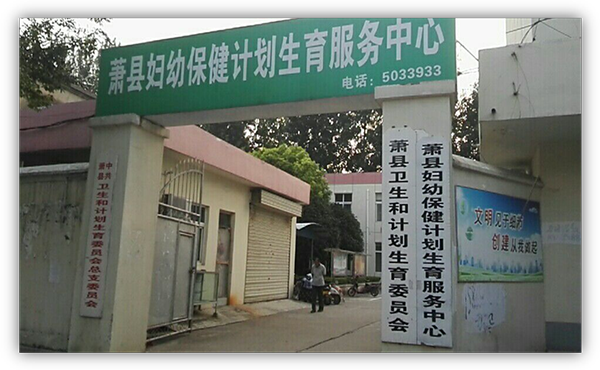 萧县妇幼保健计划生育服务中心
电话：5033933
中共
萧县
卫生和计划生育委员会总支委员会
萧县卫生和计划生育委员会
萧县妇幼保健计划生育服务中心
文明 见于细节
创建 从我做起